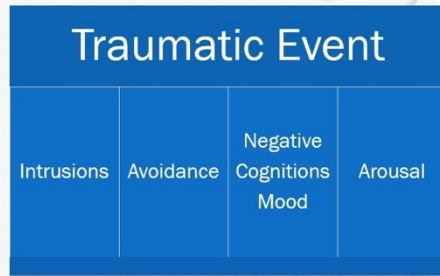 Traumatic Event
Intrusions
Avoidance
Negative
Cognitions
Mood
Arousal